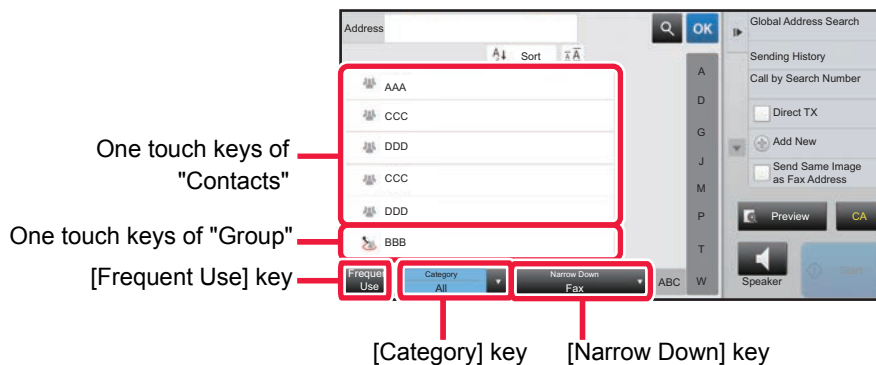 Address
OK
Sort
AAA
CCC
DDD
CCC
DDD
BBB
Frequen
Use
Category
All
Narrow Down
Fax
ABC
A
D
G
J
M
P
T
W
Global Address Search
Sending History
Call by Search Number
Direct TX
Add New
Send Same Image
as Fax Address
Preview
CA
Speaker
Start
One touch keys of
"Contacts"
One touch keys of "Group"
[Frequent Use] key
[Category] key
[Narrow Down] key